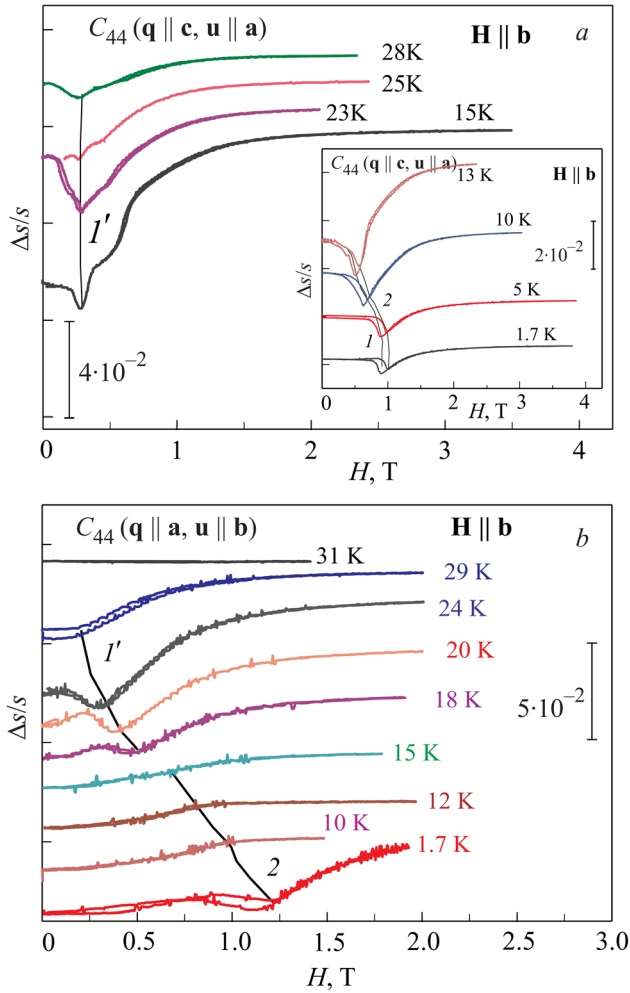 C44 (q || c, u || a)
H || b
a
28K
25K
23K
15K
1′
Δs/s
4·10−2
0
1
2
3
4
H, T
C44 (q || c, u || a)
H || b
13 K
10 K
2·10−2
Δs/s
2
5 K
1
1.7 K
0
1
2
3
4
H, T
C44 (q || a, u || b)
H || b
b
31 K
29 K
1′
24 K
20 K
5·10−2
Δs/s
18 K
15 K
12 K
10 K
2
1.7 K
0
0.5
1.0
1.5
2.0
2.5
3.0
H, T